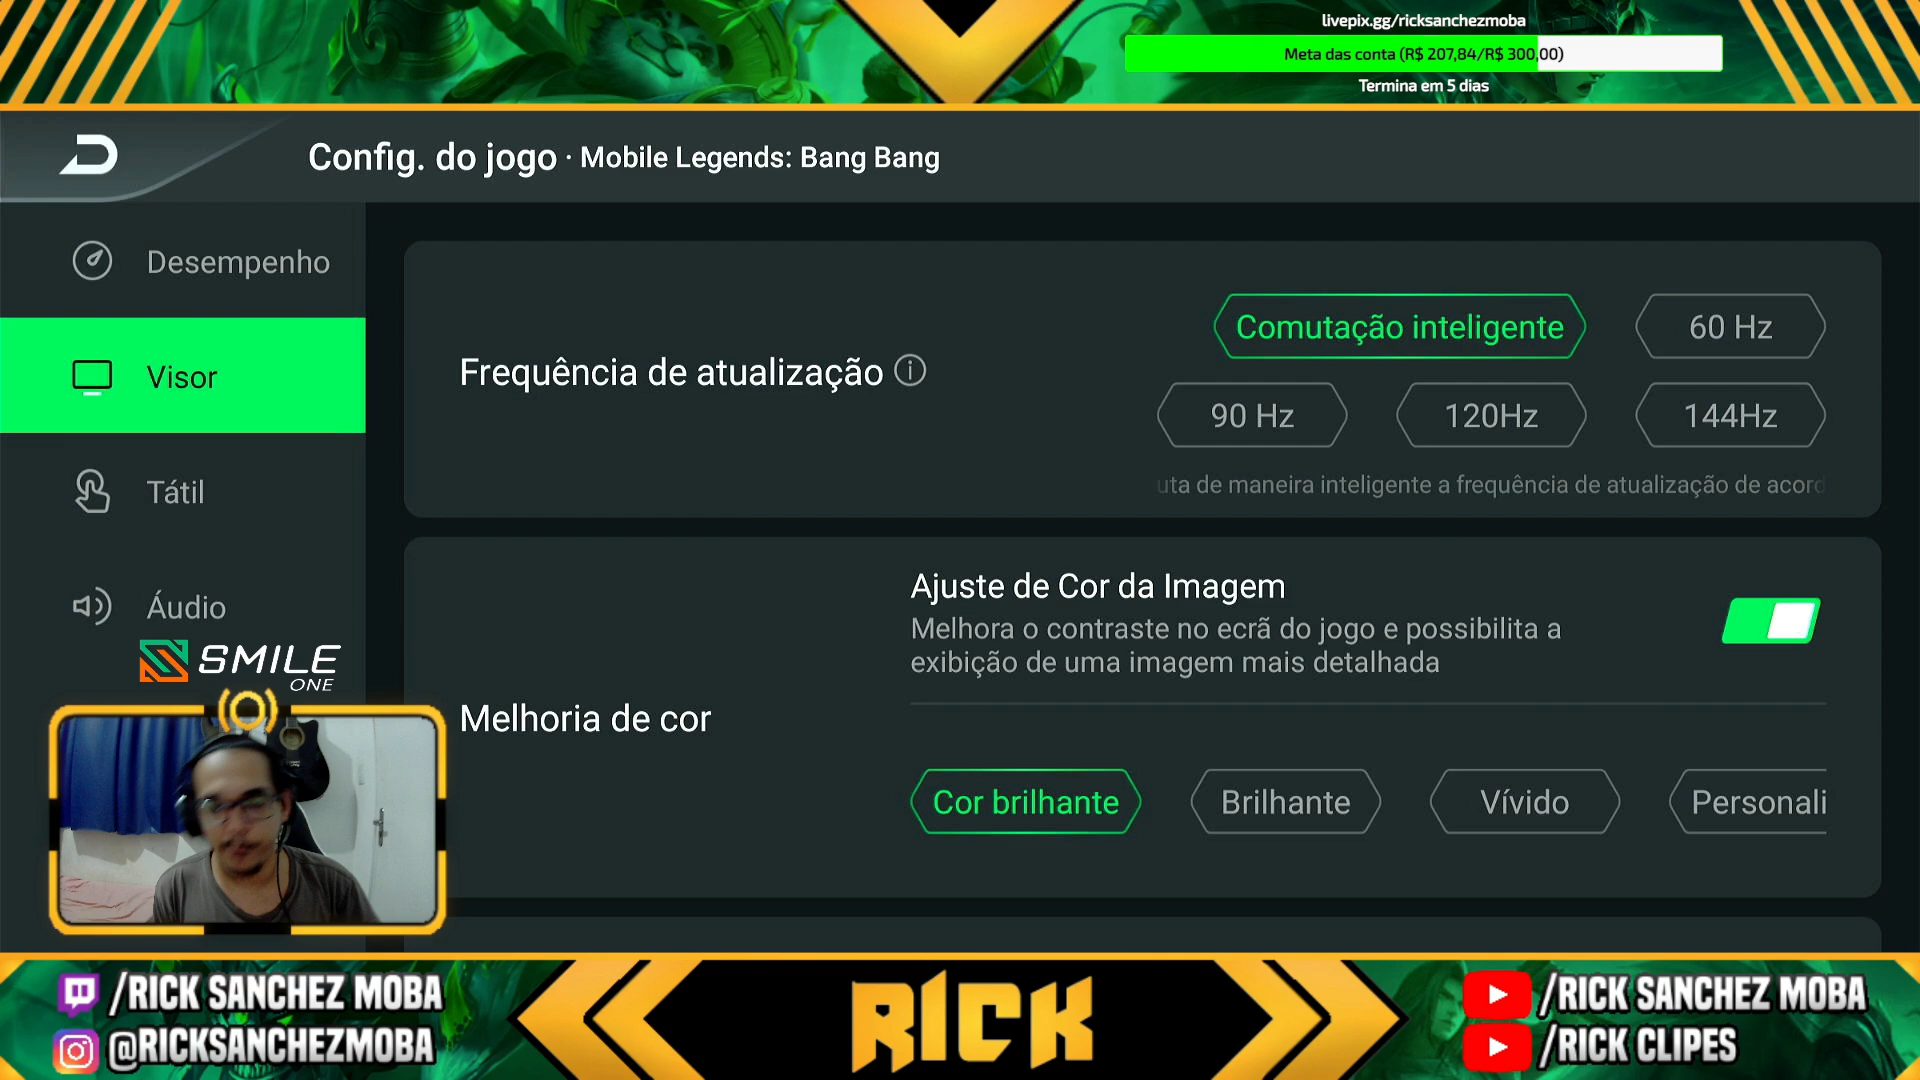 livepix.gg/ricksanchezmoba
Meta das conta (R$ 207,84/R$ 300,00)
Termina em 5 dias
Config. do jogo · Mobile Legends: Bang Bang
Desempenho
Visor
Tátil
Áudio
SMILE
ONE
Frequência de atualização
Comutação inteligente
60 Hz
90 Hz
120Hz
144Hz
uta de maneira inteligente a frequência de atualização de acord
Melhoria de cor
Ajuste de Cor da Imagem
Melhora o contraste no ecrã do jogo e possibilita a
exibição de uma imagem mais detalhada
Cor brilhante
Brilhante
Vívido
Personali
/RICK SANCHEZ MOBA
@RICKSANCHEZMOBA
RICK
/RICK SANCHEZ MOBA
/RICK CLIPES